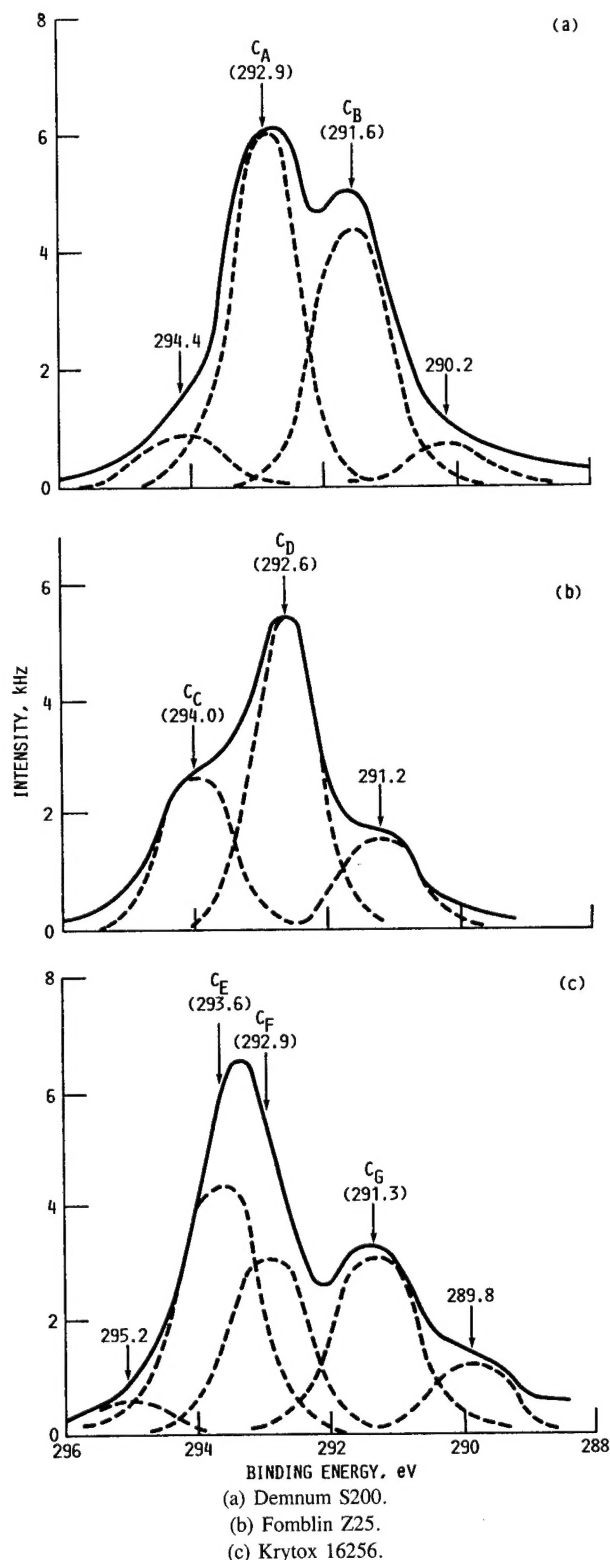 (a)
8
C_A
(292.9)
C_B
(291.6)
6
4
294.4
290.2
2
0
(b)
C_D
(292.6)
6
C_C
(294.0)
4
291.2
2
0
INTENSITY, kHz
(c)
8
C_E
(293.6)
C_F
(292.9)
6
C_G
(291.3)
4
289.8
2
295.2
0
296 294 292 290 288
BINDING ENERGY, eV
(a) Demnum S200.
(b) Fomblin Z25.
(c) Krytox 16256.